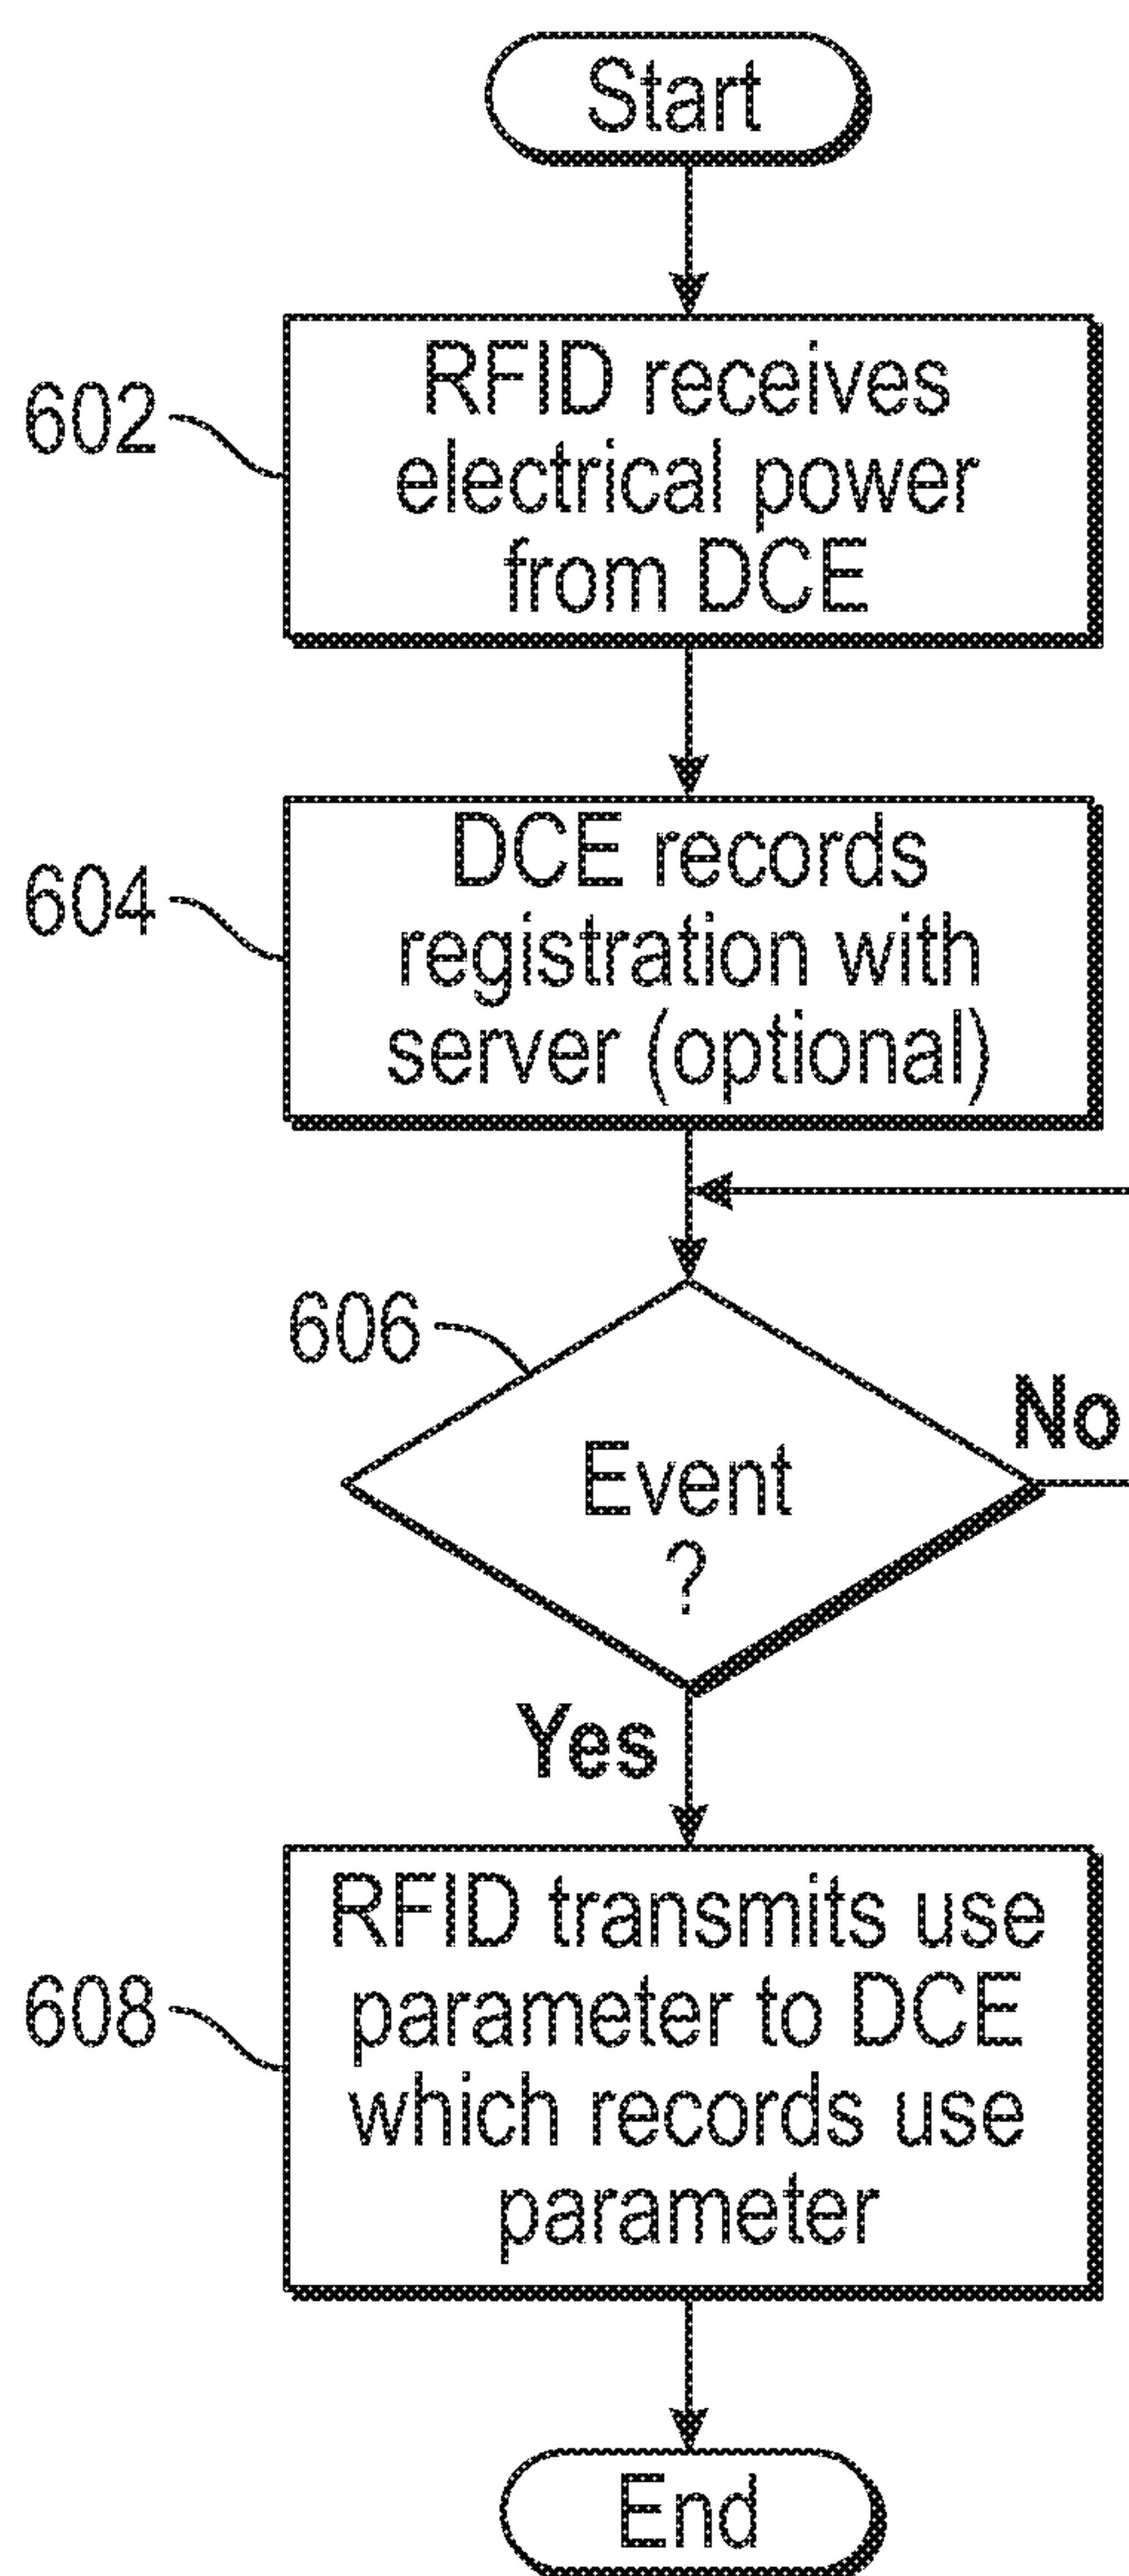 Start
602
RFID receives
electrical power
from DCE
604
DCE records
registration with
server (optional)
606
Event
?
No
Yes
608
RFID transmits use
parameter to DCE
which records use
parameter
End